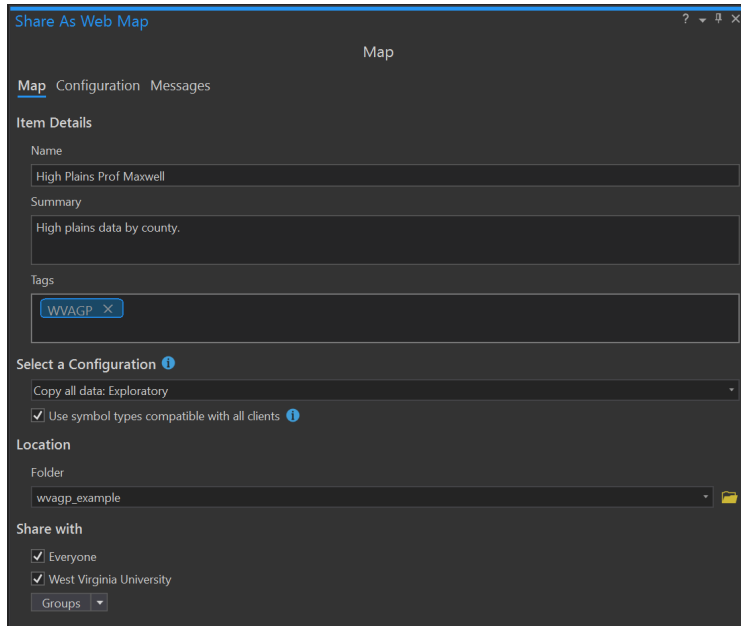 Share As Web Map
?
Map
Map Configuration Messages
Item Details
Name
High Plains Prof Maxwell
Summary
High plains data by county.
Tags
WVAGP
Select a Configuration
Copy all data: Exploratory
Use symbol types compatible with all clients
Location
Folder
wvagp_example
Share with
Everyone
West Virginia University
Groups